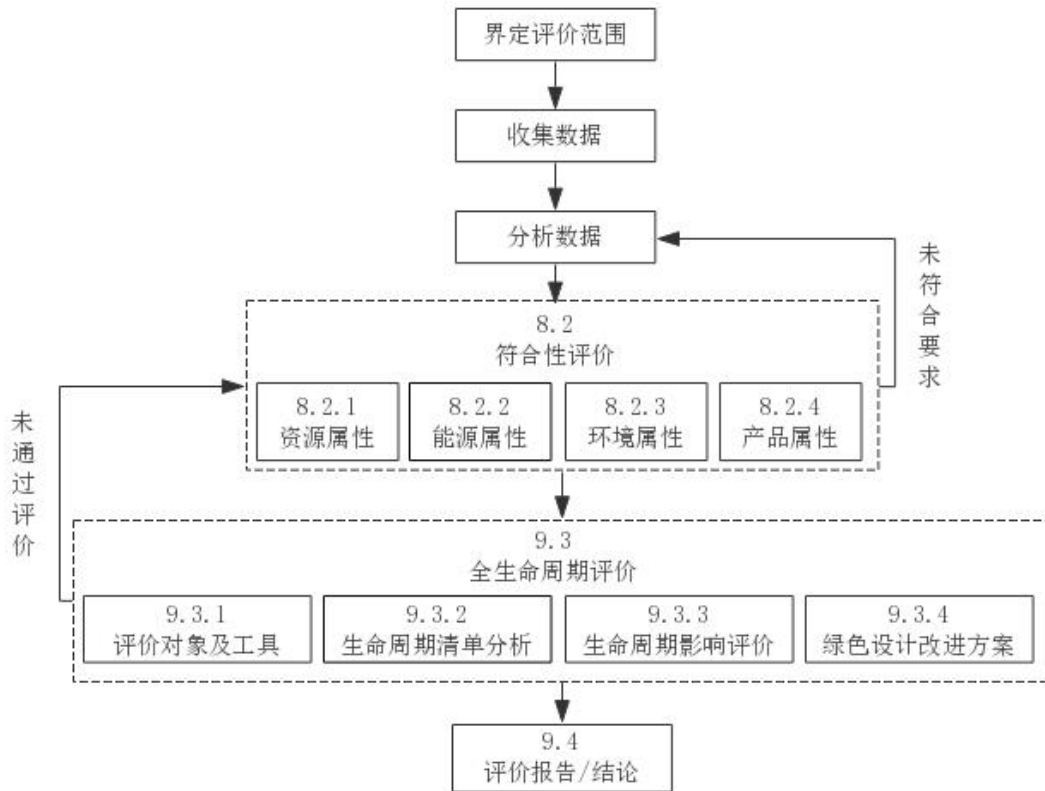 界定评价范围
收集数据
分析数据
未符合要求
8.2
符合性评价
8.2.1
资源属性
8.2.2
能源属性
8.2.3
环境属性
8.2.4
产品属性
未通过评价
9.3
全生命周期评价
9.3.1
评价对象及工具
9.3.2
生命周期清单分析
9.3.3
生命周期影响评价
9.3.4
绿色设计改进方案
9.4
评价报告/结论